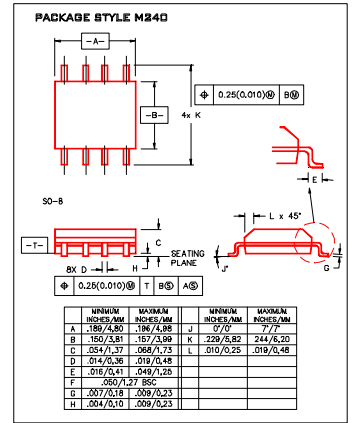 PACKAGE STYLE M240
-A-
0.25(0.010)Ⓜ BⓂ
-B-
4x K
E
SO-8
L x 45°
-T-
C
SEATING
PLANE
8X D
H
J°
G
0.25(0.010)Ⓜ T BⓈ AⓈ
MINIMUM INCHES/MM MAXIMUM INCHES/MM MINIMUM INCHES/MM MAXIMUM INCHES/MM
A .189/4,80 .196/4,98 J 0°/0° 7°/7°
B .150/3,81 .157/3,99 K .229/5,82 244/6,20
C .054/1,37 .068/1,73 L .010/0,25 .019/0,48
D .014/0,36 .019/0,48
E .016/0,41 .049/1,25
F .050/1,27 BSC
G .007/0,18 .009/0,23
H .004/0,10 .009/0,23